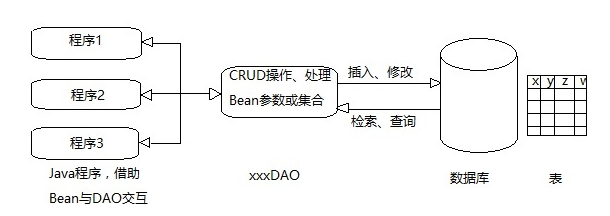 程序1
程序2
程序3
Java程序，借助
Bean与DAO交互
CRUD操作、处理
Bean参数或集合
xxxDAO
插入、修改
检索、查询
数据库
x y z w
表